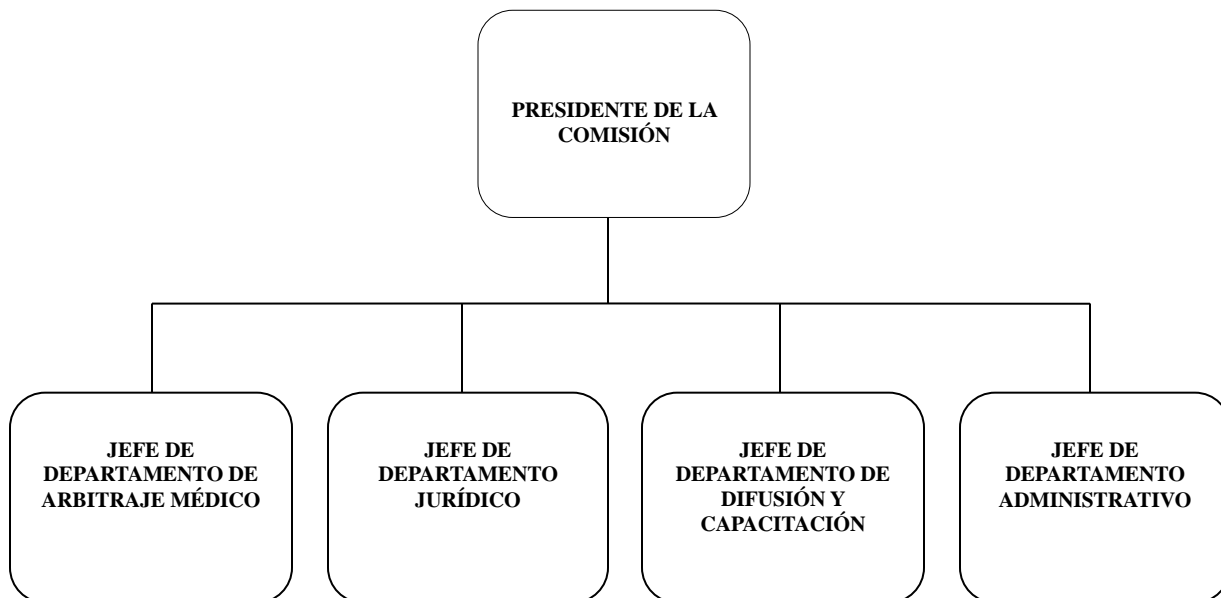 PRESIDENTE DE LA
COMISIÓN
JEFE DE
DEPARTAMENTO DE
ARBITRAJE MÉDICO
JEFE DE
DEPARTAMENTO
JURÍDICO
JEFE DE
DEPARTAMENTO DE
DIFUSIÓN Y
CAPACITACIÓN
JEFE DE
DEPARTAMENTO
ADMINISTRATIVO